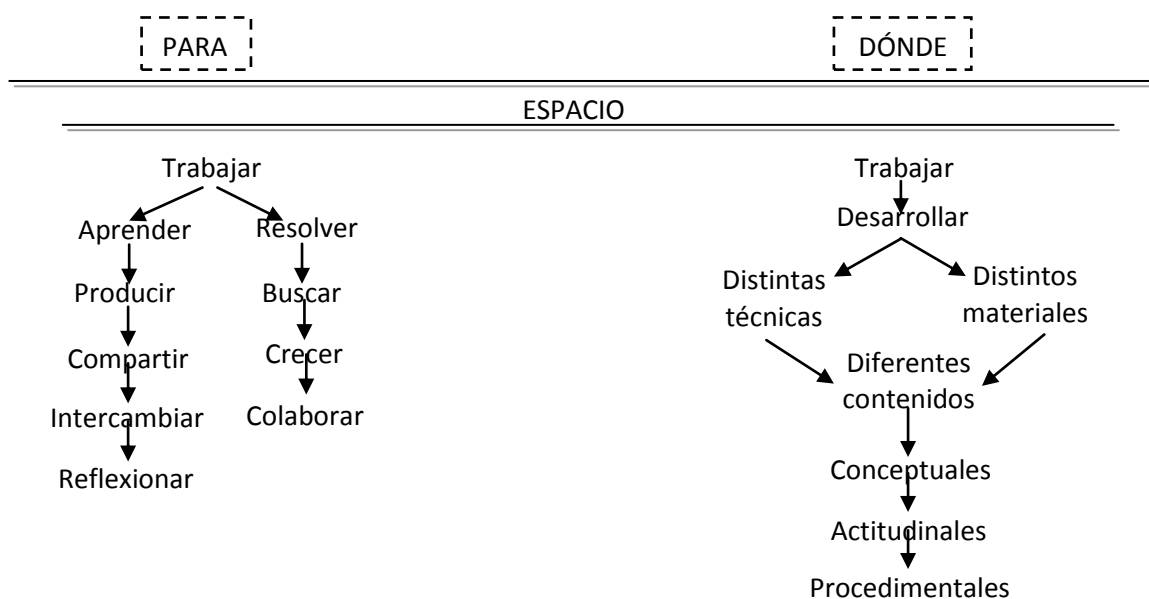 PARA
DÓNDE
ESPACIO
Trabajar
Aprender
Resolver
Producir
Buscar
Compartir
Crecer
Intercambiar
Colaborar
Reflexionar
Trabajar
Desarrollar
Distintas
técnicas
Distintos
materiales
Diferentes
contenidos
Conceptuales
Actitudinales
Procedimentales